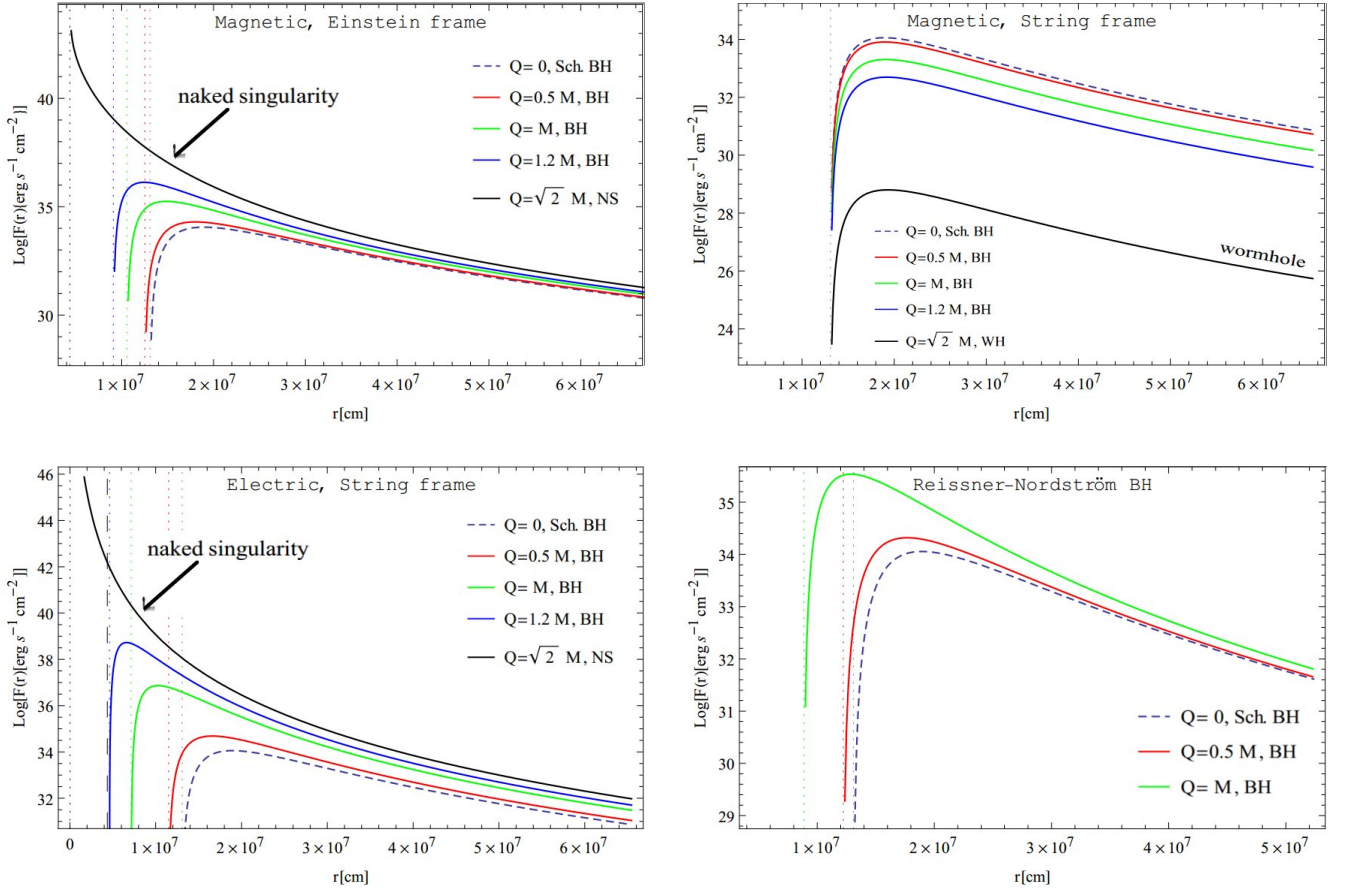 Magnetic, Einstein frame
naked singularity
Q= 0, Sch. BH
Q=0.5 M, BH
Q= M, BH
Q=1.2 M, BH
Q=√2 M, NS
Log[F(r)[erg s⁻¹ cm⁻²]]
40
35
30
1×10⁷
2×10⁷
3×10⁷
4×10⁷
5×10⁷
6×10⁷
r[cm]
Magnetic, String frame
Q= 0, Sch. BH
Q=0.5 M, BH
Q= M, BH
Q=1.2 M, BH
Q=√2 M, WH
wormhole
Log[F(r)[erg s⁻¹ cm⁻²]]
34
32
30
28
26
24
1×10⁷
2×10⁷
3×10⁷
4×10⁷
5×10⁷
6×10⁷
r[cm]
Electric, String frame
naked singularity
Q= 0, Sch. BH
Q=0.5 M, BH
Q= M, BH
Q=1.2 M, BH
Q=√2 M, NS
Log[F(r)[erg s⁻¹ cm⁻²]]
46
44
42
40
38
36
34
32
0
1×10⁷
2×10⁷
3×10⁷
4×10⁷
5×10⁷
6×10⁷
r[cm]
Reissner-Nordström BH
Q= 0, Sch. BH
Q=0.5 M, BH
Q= M, BH
Log[F(r)[erg s⁻¹ cm⁻²]]
35
34
33
32
31
30
29
1×10⁷
2×10⁷
3×10⁷
4×10⁷
5×10⁷
r[cm]